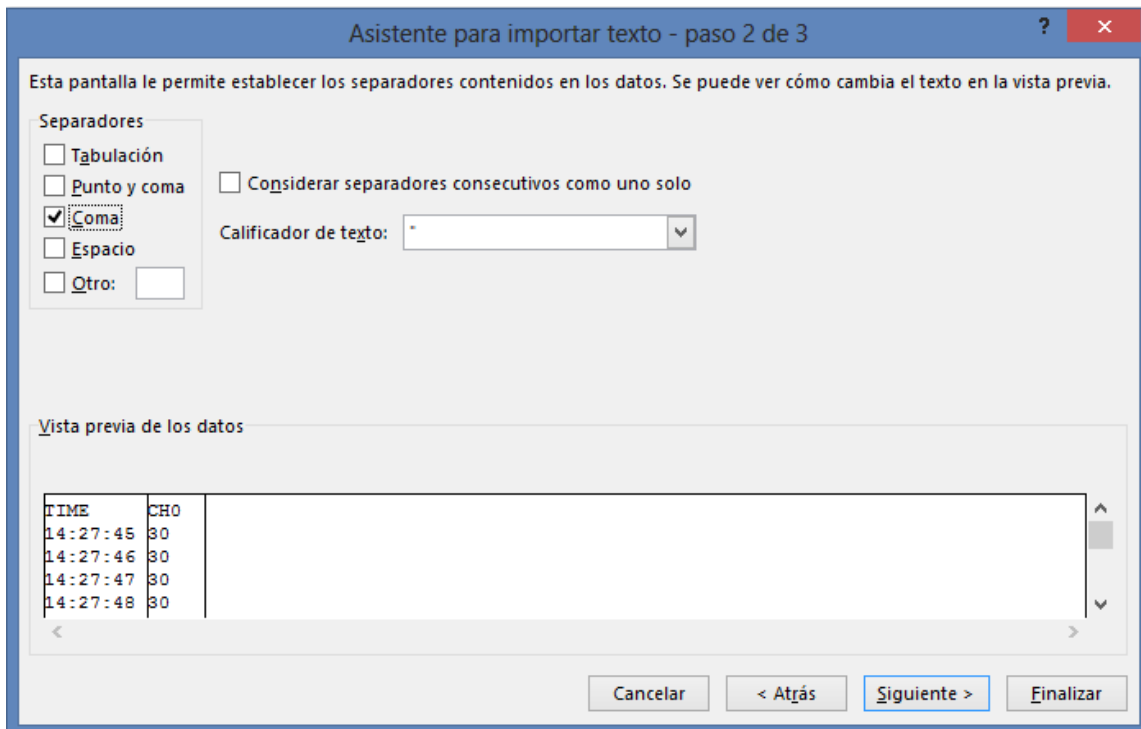 Asistente para importar texto - paso 2 de 3
?
Esta pantalla le permite establecer los separadores contenidos en los datos. Se puede ver cómo cambia el texto en la vista previa.
Separadores
Tabulación
Punto y coma
Coma
Espacio
Otro:
Considerar separadores consecutivos como uno solo
Calificador de texto: "
Vista previa de los datos
TIME CH0
14:27:45 30
14:27:46 30
14:27:47 30
14:27:48 30
Cancelar < Atrás Siguiente > Finalizar